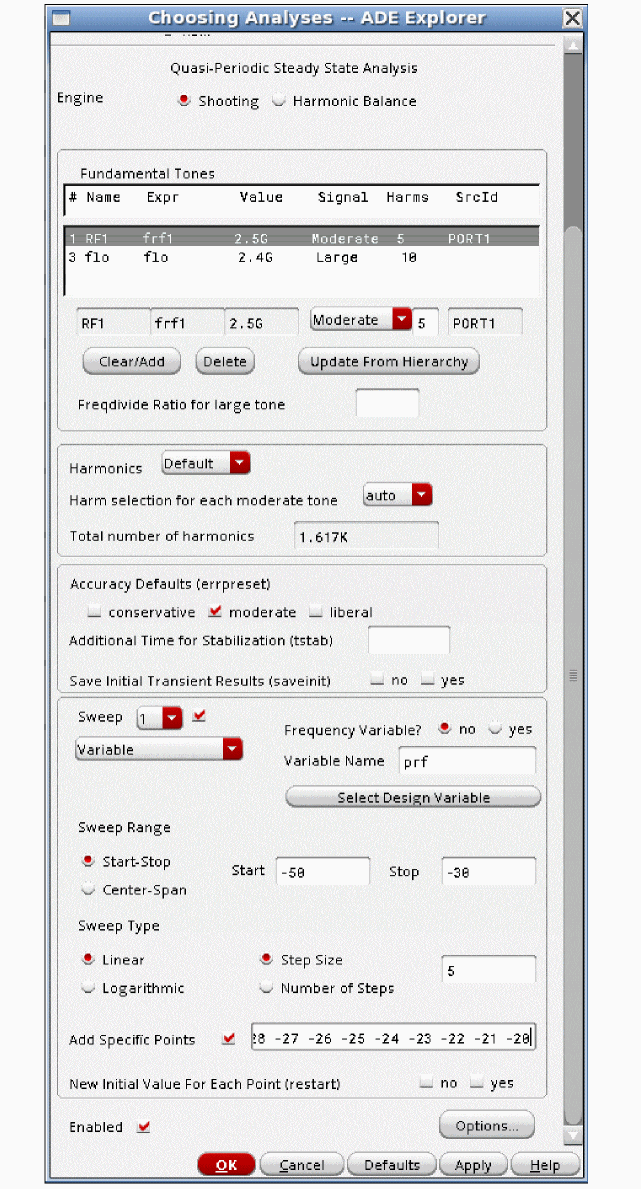 Choosing Analyses -- ADE Explorer
Quasi-Periodic Steady State Analysis
Engine Shooting Harmonic Balance
Fundamental Tones
# Name Expr Value Signal Harms SrcId
1 RF1 frf1 2.5G Moderate 5 PORT1
3 flo flo 2.4G Large 10
RF1 frf1 2.5G Moderate 5 PORT1
Clear/Add Delete Update From Hierarchy
Freqdivide Ratio for large tone
Harmonics Default
Harm selection for each moderate tone auto
Total number of harmonics 1.617K
Accuracy Defaults (errpreset)
conservative moderate liberal
Additional Time for Stabilization (tstab)
Save Initial Transient Results (saveinit) no yes
Sweep 1 Frequency Variable? no yes
Variable Variable Name prf
Select Design Variable
Sweep Range
Start-Stop Start -50 Stop -30
Center-Span
Sweep Type
Linear Step Size 5
Logarithmic Number of Steps
Add Specific Points 28 -27 -26 -25 -24 -23 -22 -21 -20
New Initial Value For Each Point (restart) no yes
Enabled Options...
OK Cancel Defaults Apply Help